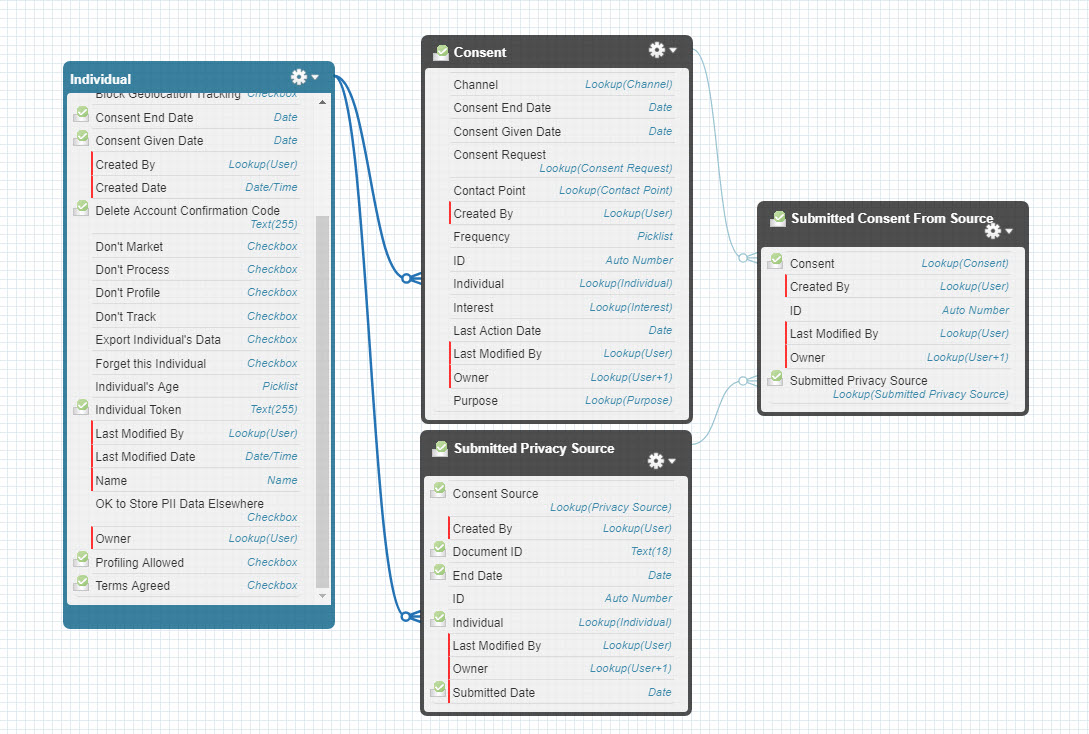 Individual
Block Geolocation Tracking Checkbox
Consent End Date Date
Consent Given Date Date
Created By Lookup(User)
Created Date Date/Time
Delete Account Confirmation Code
Text(255)
Don't Market Checkbox
Don't Process Checkbox
Don't Profile Checkbox
Don't Track Checkbox
Export Individual's Data Checkbox
Forget this Individual Checkbox
Individual's Age Picklist
Individual Token Text(255)
Last Modified By Lookup(User)
Last Modified Date Date/Time
Name Name
OK to Store PII Data Elsewhere
Checkbox
Owner Lookup(User)
Profiling Allowed Checkbox
Terms Agreed Checkbox
Consent
Channel Lookup(Channel)
Consent End Date Date
Consent Given Date Date
Consent Request
Lookup(Consent Request)
Contact Point Lookup(Contact Point)
Created By Lookup(User)
Frequency Picklist
ID Auto Number
Individual Lookup(Individual)
Interest Lookup(Interest)
Last Action Date Date
Last Modified By Lookup(User)
Owner Lookup(User+1)
Purpose Lookup(Purpose)
Submitted Privacy Source
Consent Source
Lookup(Privacy Source)
Created By Lookup(User)
Document ID Text(18)
End Date Date
ID Auto Number
Individual Lookup(Individual)
Last Modified By Lookup(User)
Owner Lookup(User+1)
Submitted Date Date
Submitted Consent From Source
Consent Lookup(Consent)
Created By Lookup(User)
ID Auto Number
Last Modified By Lookup(User)
Owner Lookup(User+1)
Submitted Privacy Source
Lookup(Submitted Privacy Source)